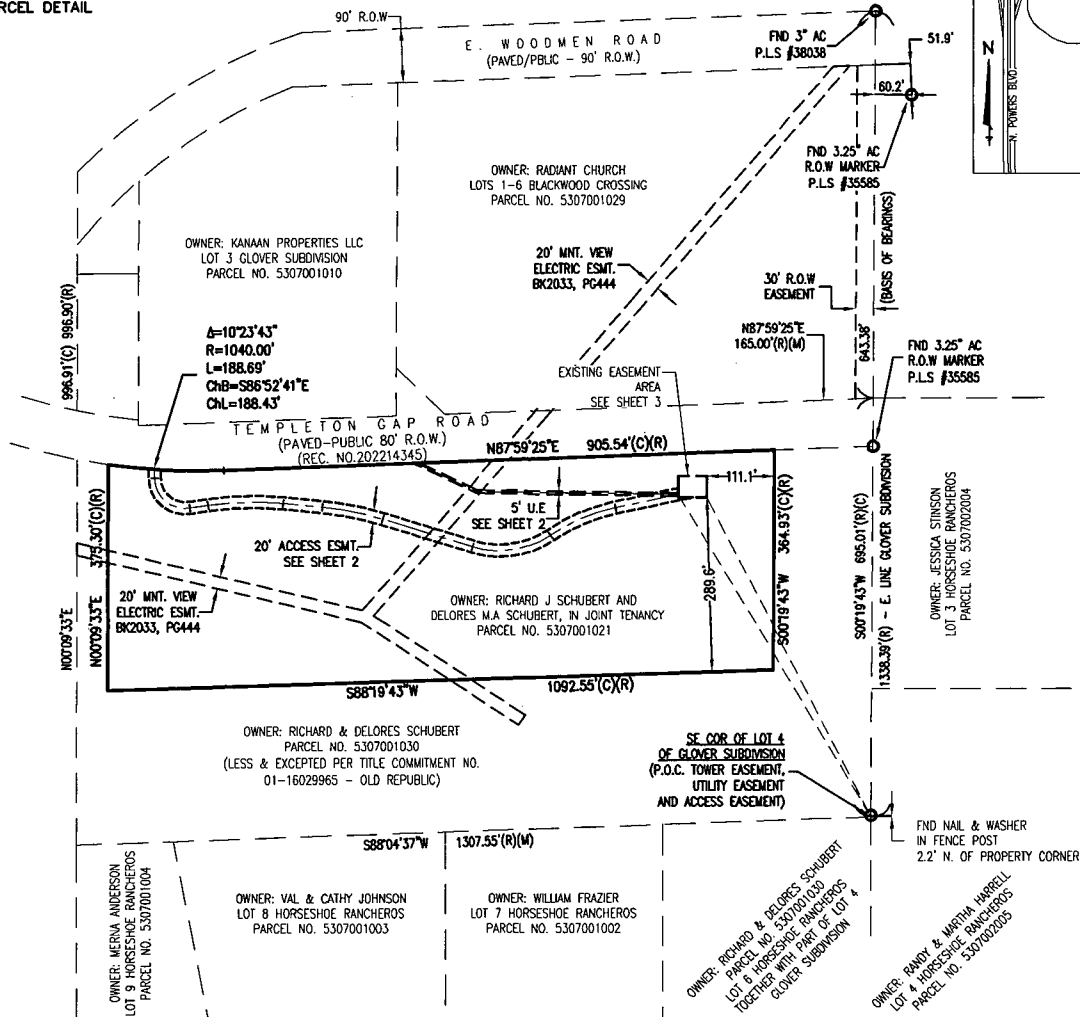 RCEL DETAIL
90' R.O.W
E. WOODMEN ROAD
(PAVED/PBLIC - 90' R.O.W.)
FND 3" AC
P.LS #38038
51.9'
60.2'
N
N. POWERS BLVD
FND 3.25" AC
R.O.W MARKER
P.L.S #35585
OWNER: RADIANT CHURCH
LOTS 1-6 BLACKWOOD CROSSING
PARCEL NO. 5307001029
OWNER: KANAAN PROPERTIES LLC
LOT 3 GLOVER SUBDIVISION
PARCEL NO. 5307001010
20' MNT. VIEW
ELECTRIC ESMT.
BK2033, PG444
30' R.O.W
EASEMENT
(BASIS OF BEARINGS)
996.91'(C) 996.90'(R)
Δ=10°23'43"
R=1040.00'
L=188.69'
ChB=S86°52'41"E
ChL=188.43'
N87°59'25"E
165.00'(R)(M)
643.38'
FND 3.25" AC
R.O.W MARKER
P.L.S #35585
EXISTING EASEMENT
AREA
SEE SHEET 3
TEMPLETON GAP ROAD
(PAVED-PUBLIC 80' R.O.W.)
(REC. NO.202214345)
N87°59'25"E 905.54'(C)(R)
111.1'
5' U.E
SEE SHEET 2
20' ACCESS ESMT.
SEE SHEET 2
289.6'
N00°09'33"E
N00°09'33"E 375.30'(C)(R)
20' MNT. VIEW
ELECTRIC ESMT.
BK2033, PG444
OWNER: RICHARD J SCHUBERT AND
DELORES M.A SCHUBERT, IN JOINT TENANCY
PARCEL NO. 5307001021
S00°19'43"W 364.93'(C)(R)
S00°19'43"W 695.01'(R)(C)
1338.39'(R) - E. LINE GLOVER SUBDIVISION
OWNER: JESSICA STINSON
LOT 3 HORSESHOE RANCHEROS
PARCEL NO. 5307002004
S88°19'43"W 1092.55'(C)(R)
OWNER: RICHARD & DELORES SCHUBERT
PARCEL NO. 5307001030
(LESS & EXCEPTED PER TITLE COMMITMENT NO.
01-16029965 - OLD REPUBLIC)
SE COR OF LOT 4
OF GLOVER SUBDIVISION
(P.O.C. TOWER EASEMENT,
UTILITY EASEMENT
AND ACCESS EASEMENT)
FND NAIL & WASHER
IN FENCE POST
2.2' N. OF PROPERTY CORNER
S88°04'37"W 1307.55'(R)(M)
OWNER: MERNA ANDERSON
LOT 9 HORSESHOE RANCHEROS
PARCEL NO. 5307001004
OWNER: VAL & CATHY JOHNSON
LOT 8 HORSESHOE RANCHEROS
PARCEL NO. 5307001003
OWNER: WILLIAM FRAZIER
LOT 7 HORSESHOE RANCHEROS
PARCEL NO. 5307001002
OWNER: RICHARD & DELORES SCHUBERT
PARCEL NO. 5307001030
LOT 6 HORSESHOE RANCHEROS
TOGETHER WITH PART OF LOT 4
GLOVER SUBDIVISION
OWNER: RANDY & MARTHA HARRELL
LOT 4 HORSESHOE RANCHEROS
PARCEL NO. 5307002005